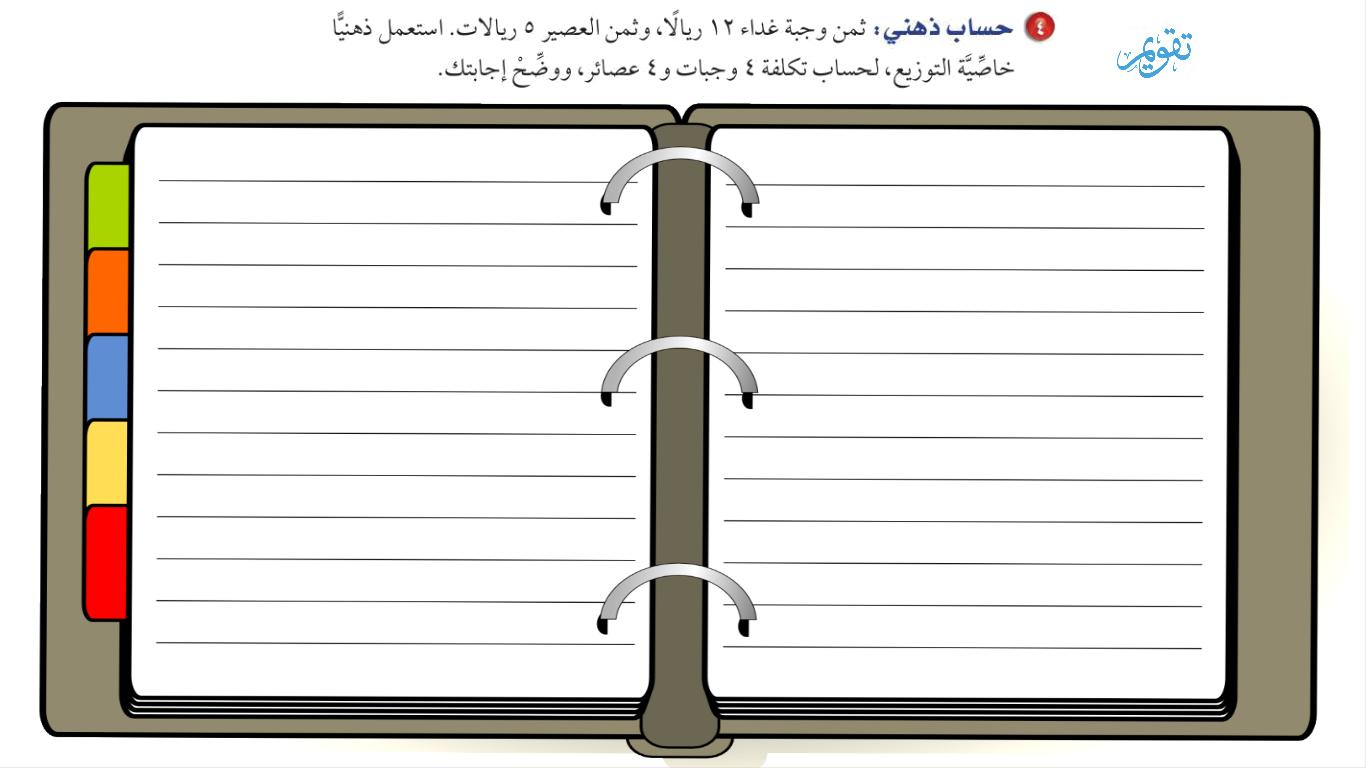 تقويم
٤ حساب ذهني: ثمن وجبة غداء ١٢ ريالًا، وثمن العصير ٥ ريالات. استعمل ذهنيًّا
خاصِّيَّة التوزيع، لحساب تكلفة ٤ وجبات و٤ عصائر، ووضِّحْ إجابتك.